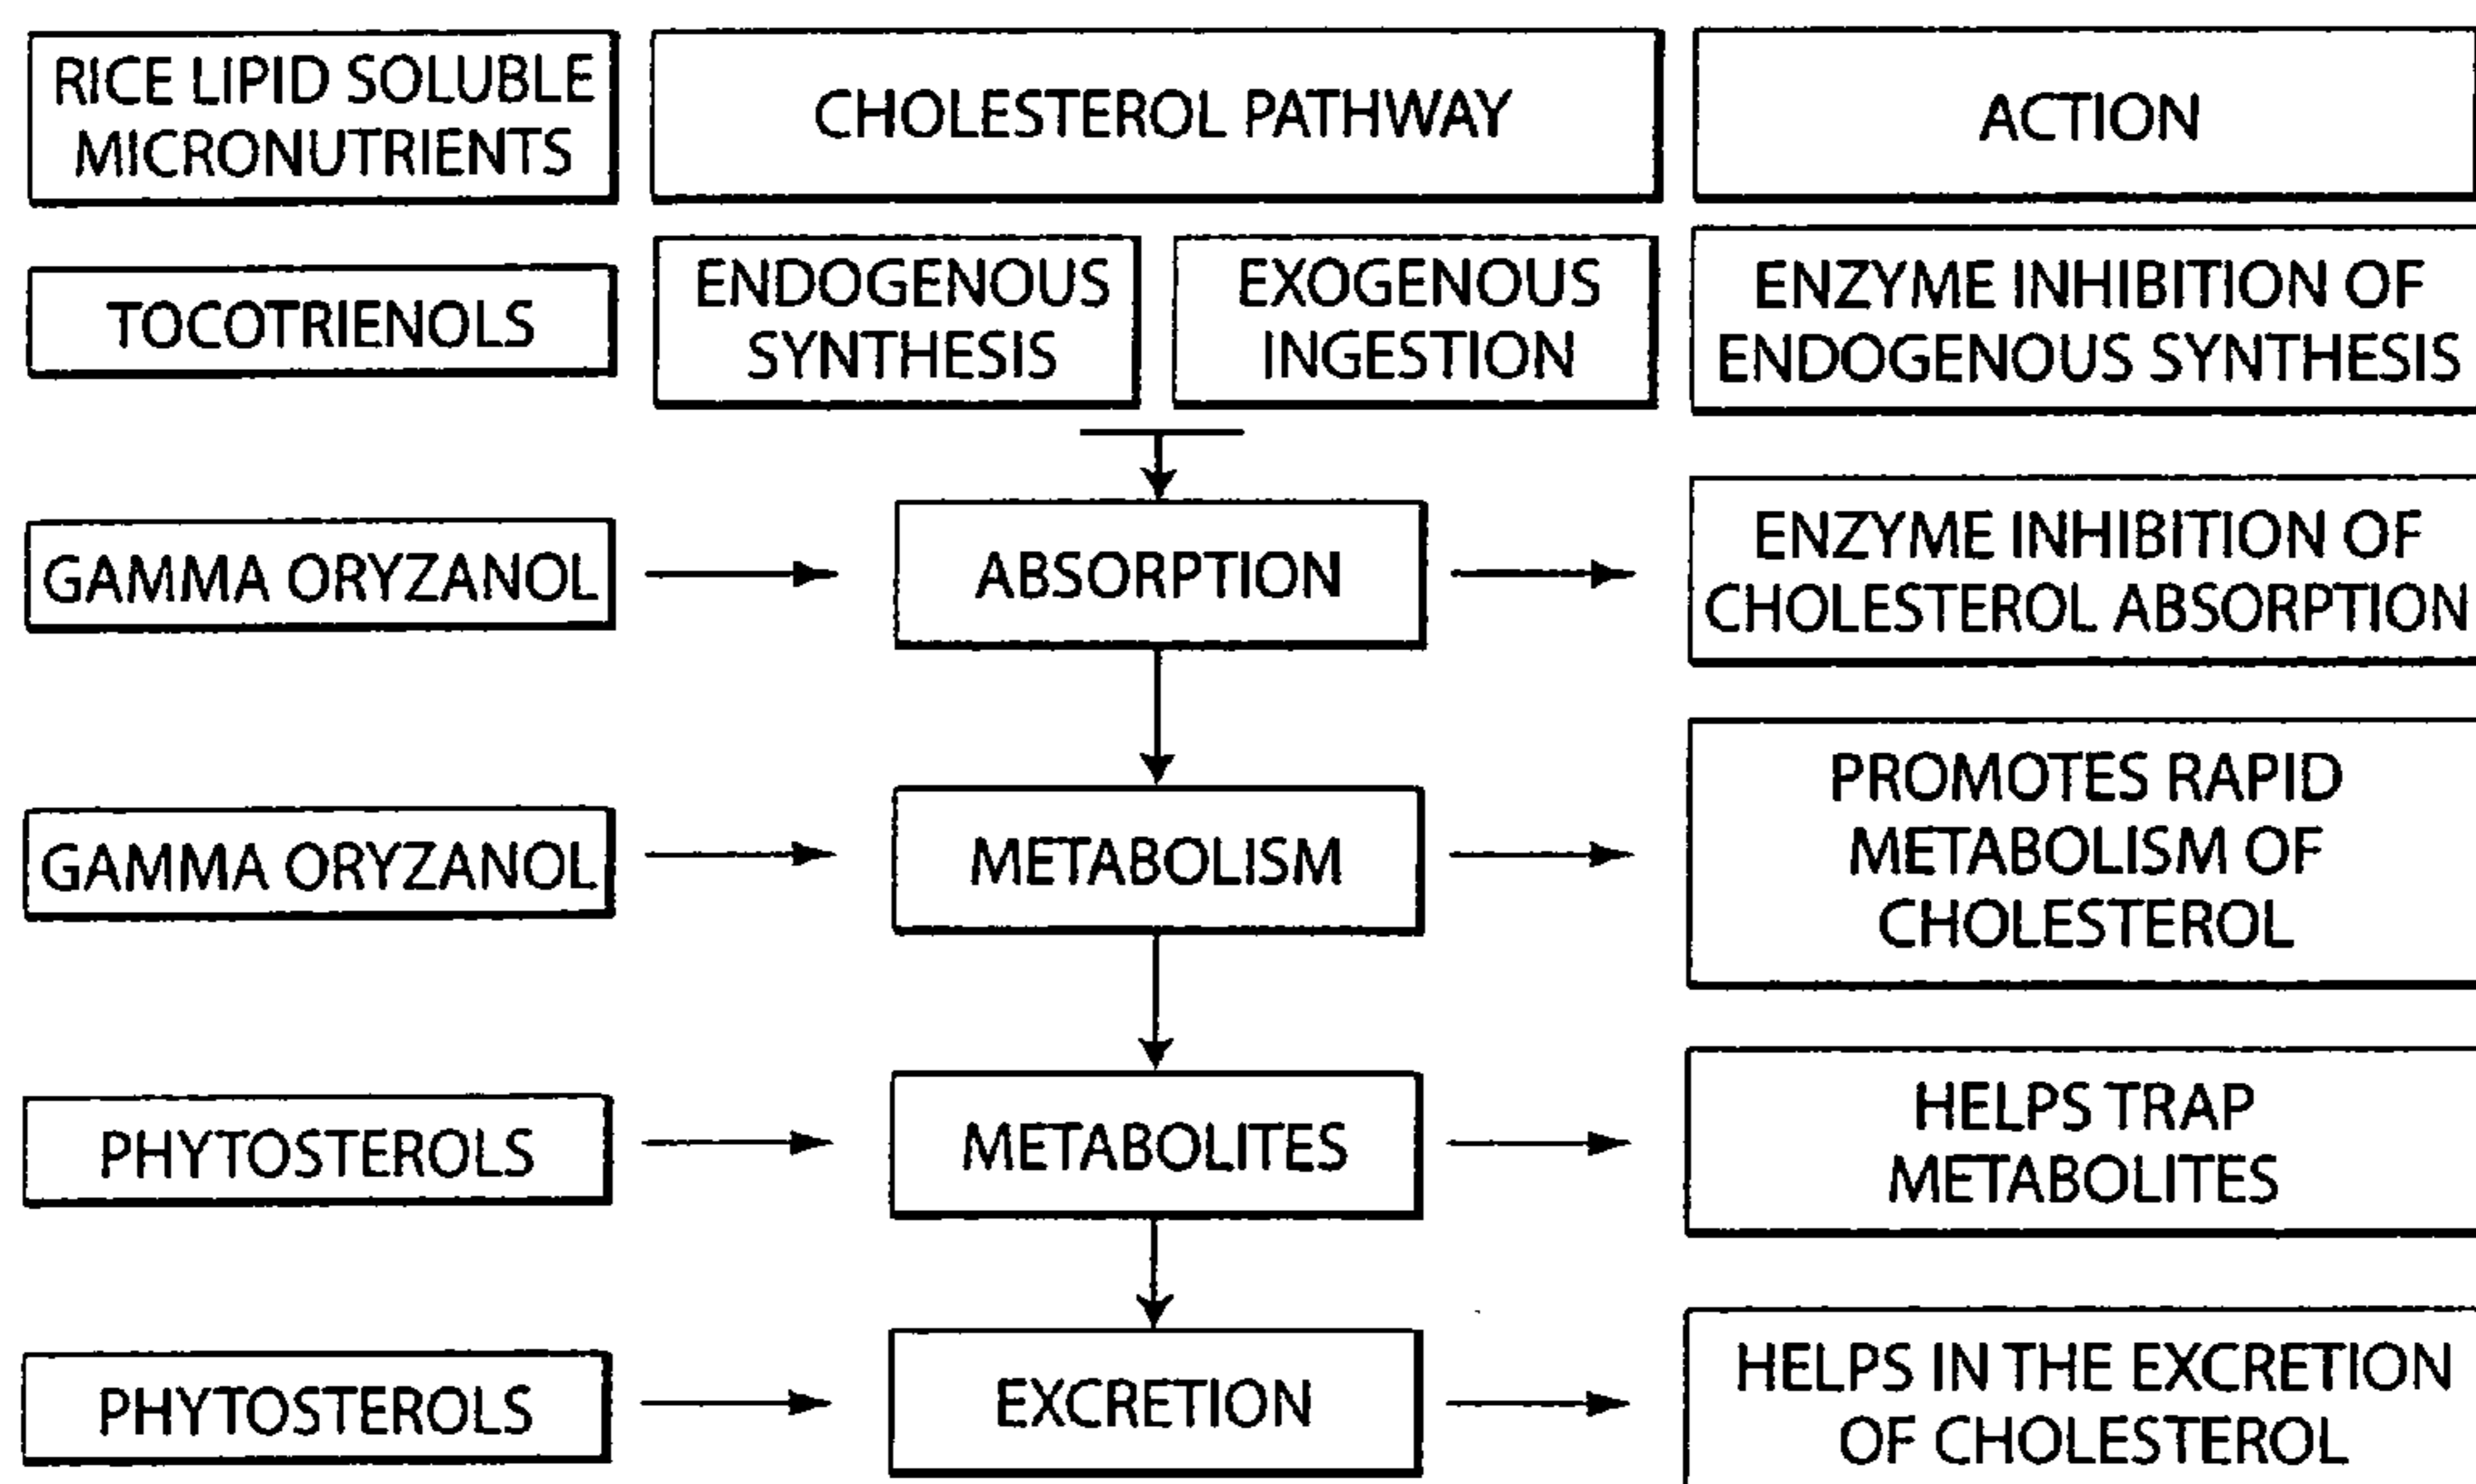 RICE LIPID SOLUBLE
MICRONUTRIENTS
CHOLESTEROL PATHWAY
ACTION
TOCOTRIENOLS
ENDOGENOUS
SYNTHESIS
EXOGENOUS
INGESTION
ENZYME INHIBITION OF
ENDOGENOUS SYNTHESIS
GAMMA ORYZANOL
ABSORPTION
ENZYME INHIBITION OF
CHOLESTEROL ABSORPTION
GAMMA ORYZANOL
METABOLISM
PROMOTES RAPID
METABOLISM OF
CHOLESTEROL
PHYTOSTEROLS
METABOLITES
HELPS TRAP
METABOLITES
PHYTOSTEROLS
EXCRETION
HELPS IN THE EXCRETION
OF CHOLESTEROL